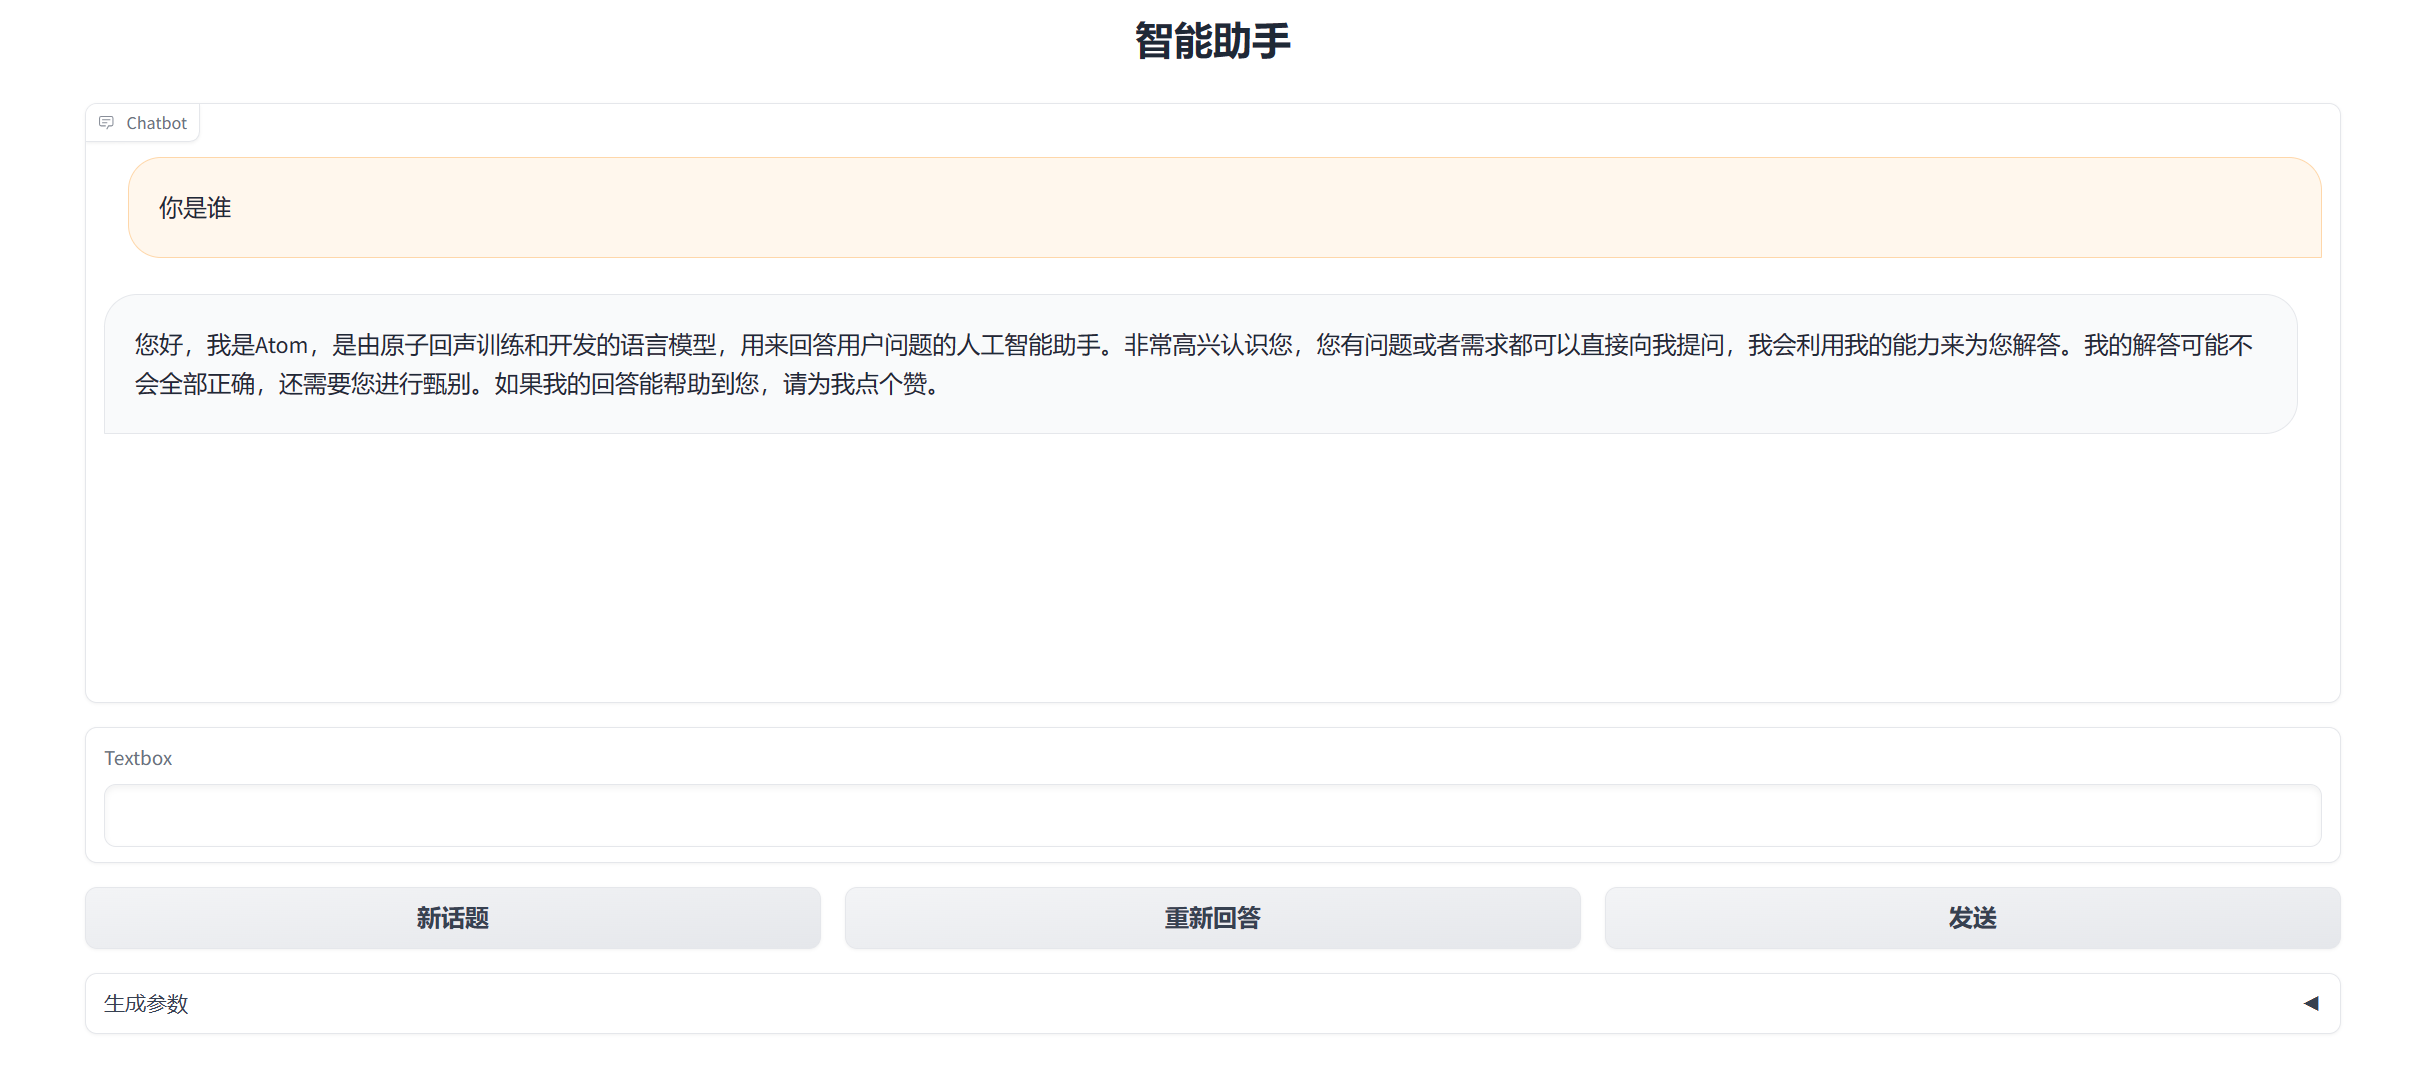 智能助手
Chatbot
你是谁
您好，我是Atom，是由原子回声训练和开发的语言模型，用来回答用户问题的人工智能助手。非常高兴认识您，您有问题或者需求都可以直接向我提问，我会利用我的能力来为您解答。我的解答可能不
会全部正确，还需要您进行甄别。如果我的回答能帮助到您，请为我点个赞。
Textbox
新话题
重新回答
发送
生成参数